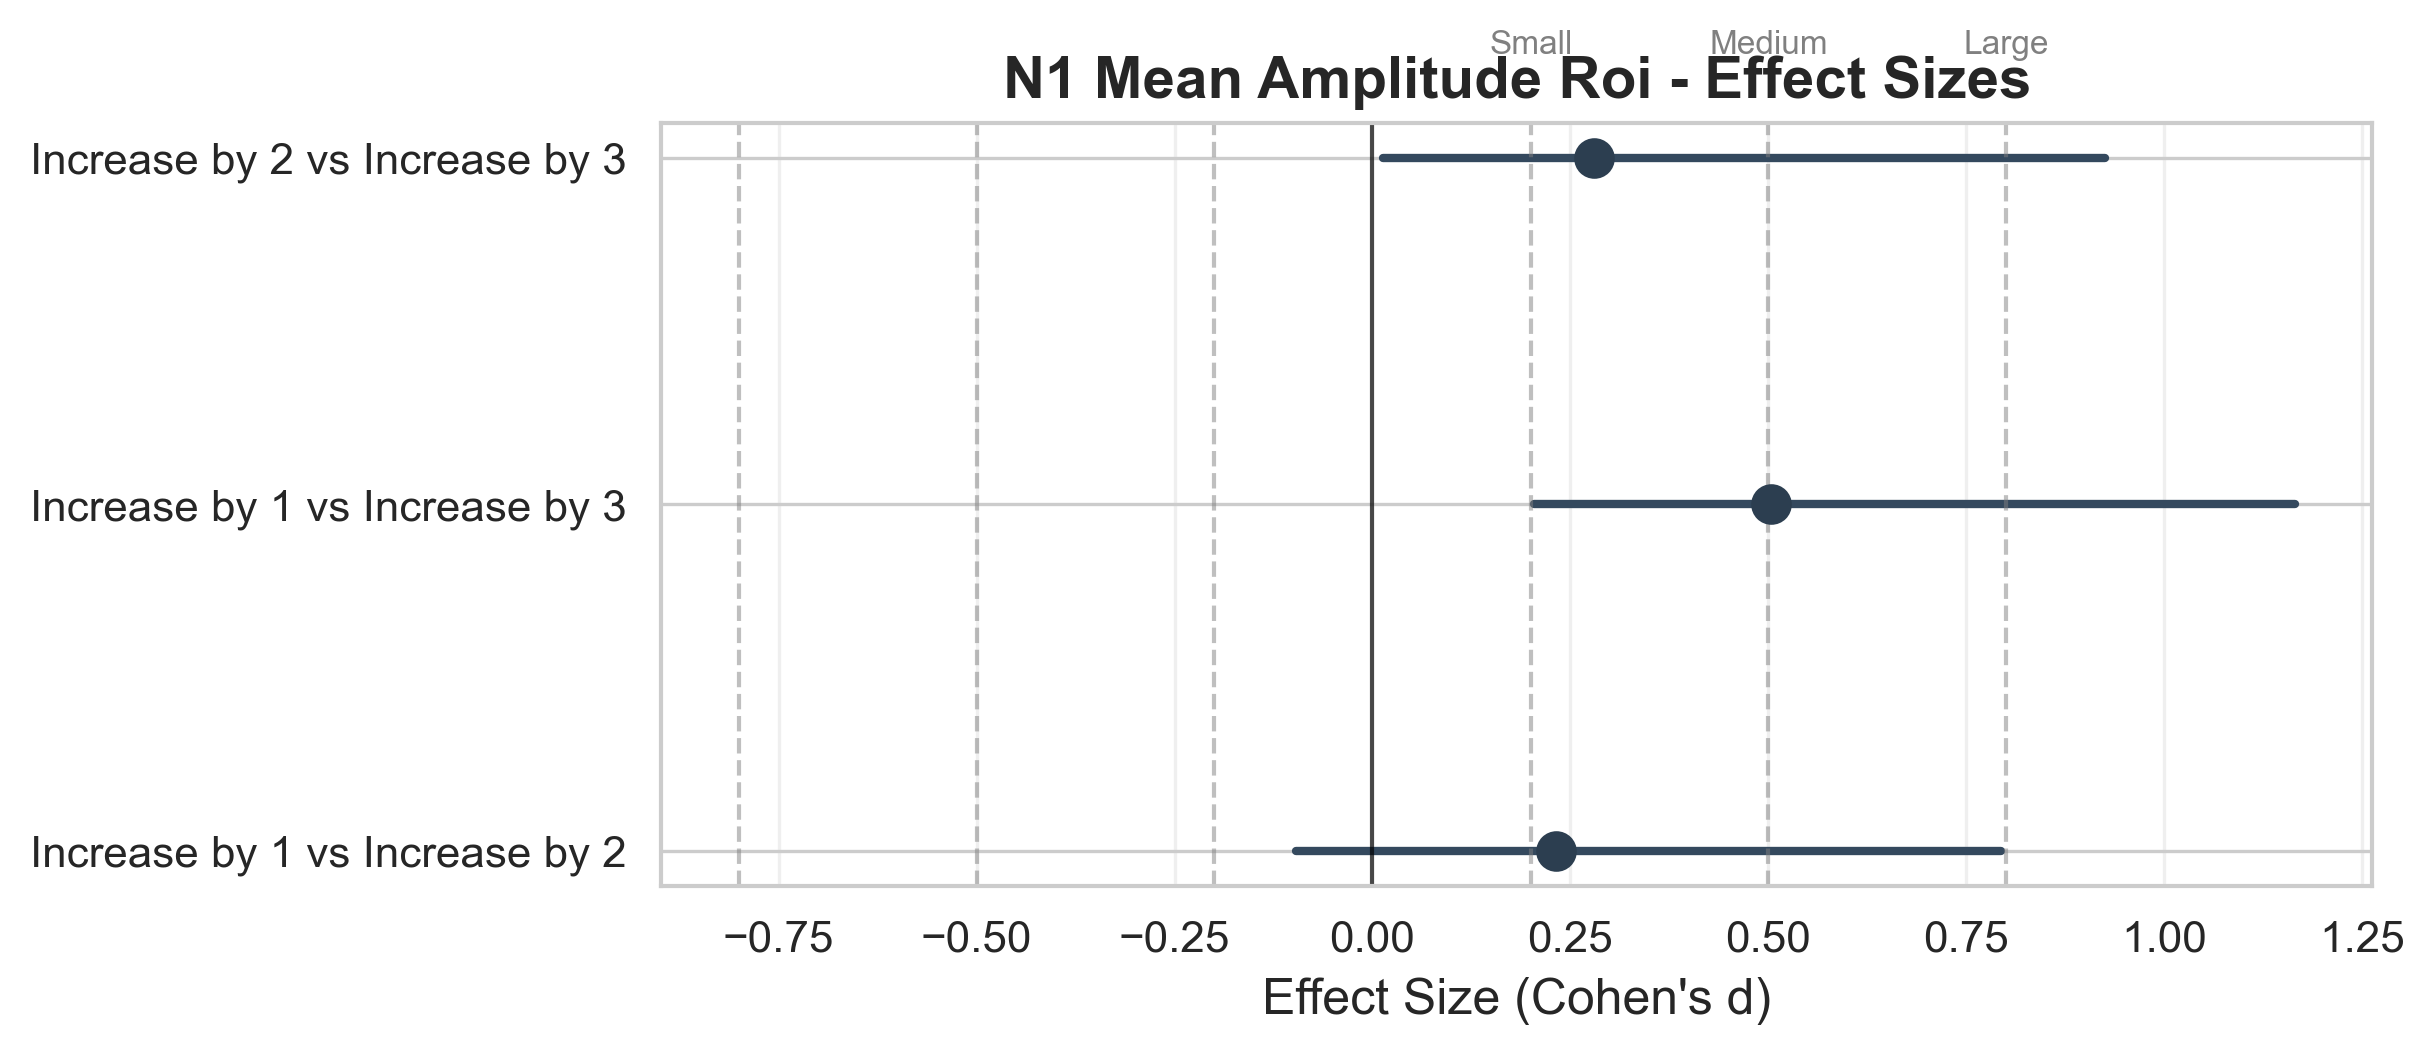 Small Medium Large
N1 Mean Amplitude Roi - Effect Sizes
Increase by 2 vs Increase by 3
Increase by 1 vs Increase by 3
Increase by 1 vs Increase by 2
−0.75 −0.50 −0.25 0.00 0.25 0.50 0.75 1.00 1.25
Effect Size (Cohen's d)